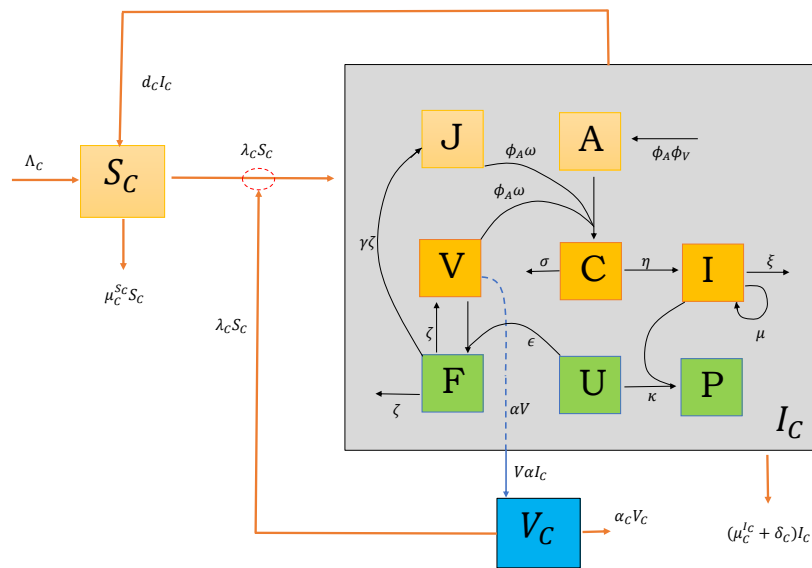 d_C I_C
Λ_C
S_C
λ_C S_C
μ_C^{S_C} S_C
λ_C S_C
J
A
ϕ_A ω
ϕ_A ϕ_V
ϕ_A ω
γζ
V
σ
C
η
I
ξ
μ
ζ
ϵ
F
U
κ
P
ζ
αV
I_C
VαI_C
V_C
α_C V_C
(μ_C^{I_C} + δ_C)I_C